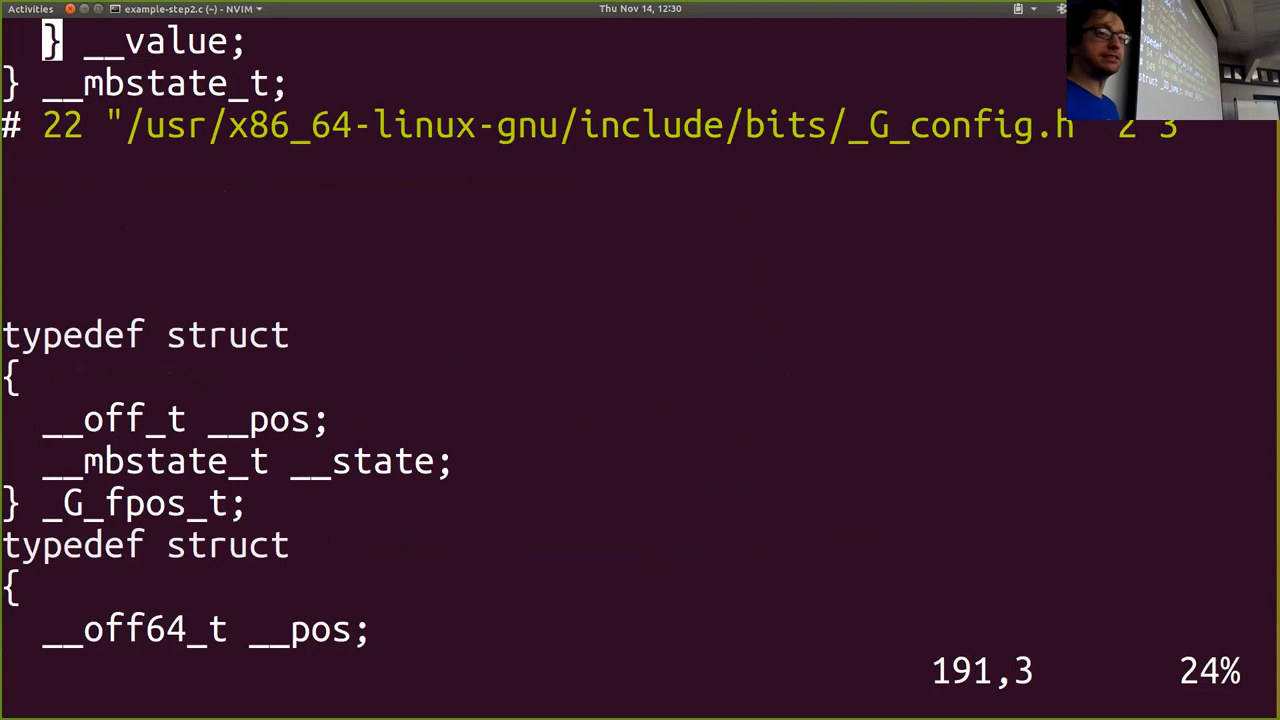 Activities example-step2.c (~) - NVIM Thu Nov 14, 12:30
} __value;
} __mbstate_t;
# 22 "/usr/x86_64-linux-gnu/include/bits/_G_config.h" 2 3
typedef struct
{
__off_t __pos;
__mbstate_t __state;
} _G_fpos_t;
typedef struct
{
__off64_t __pos;
191,3 24%